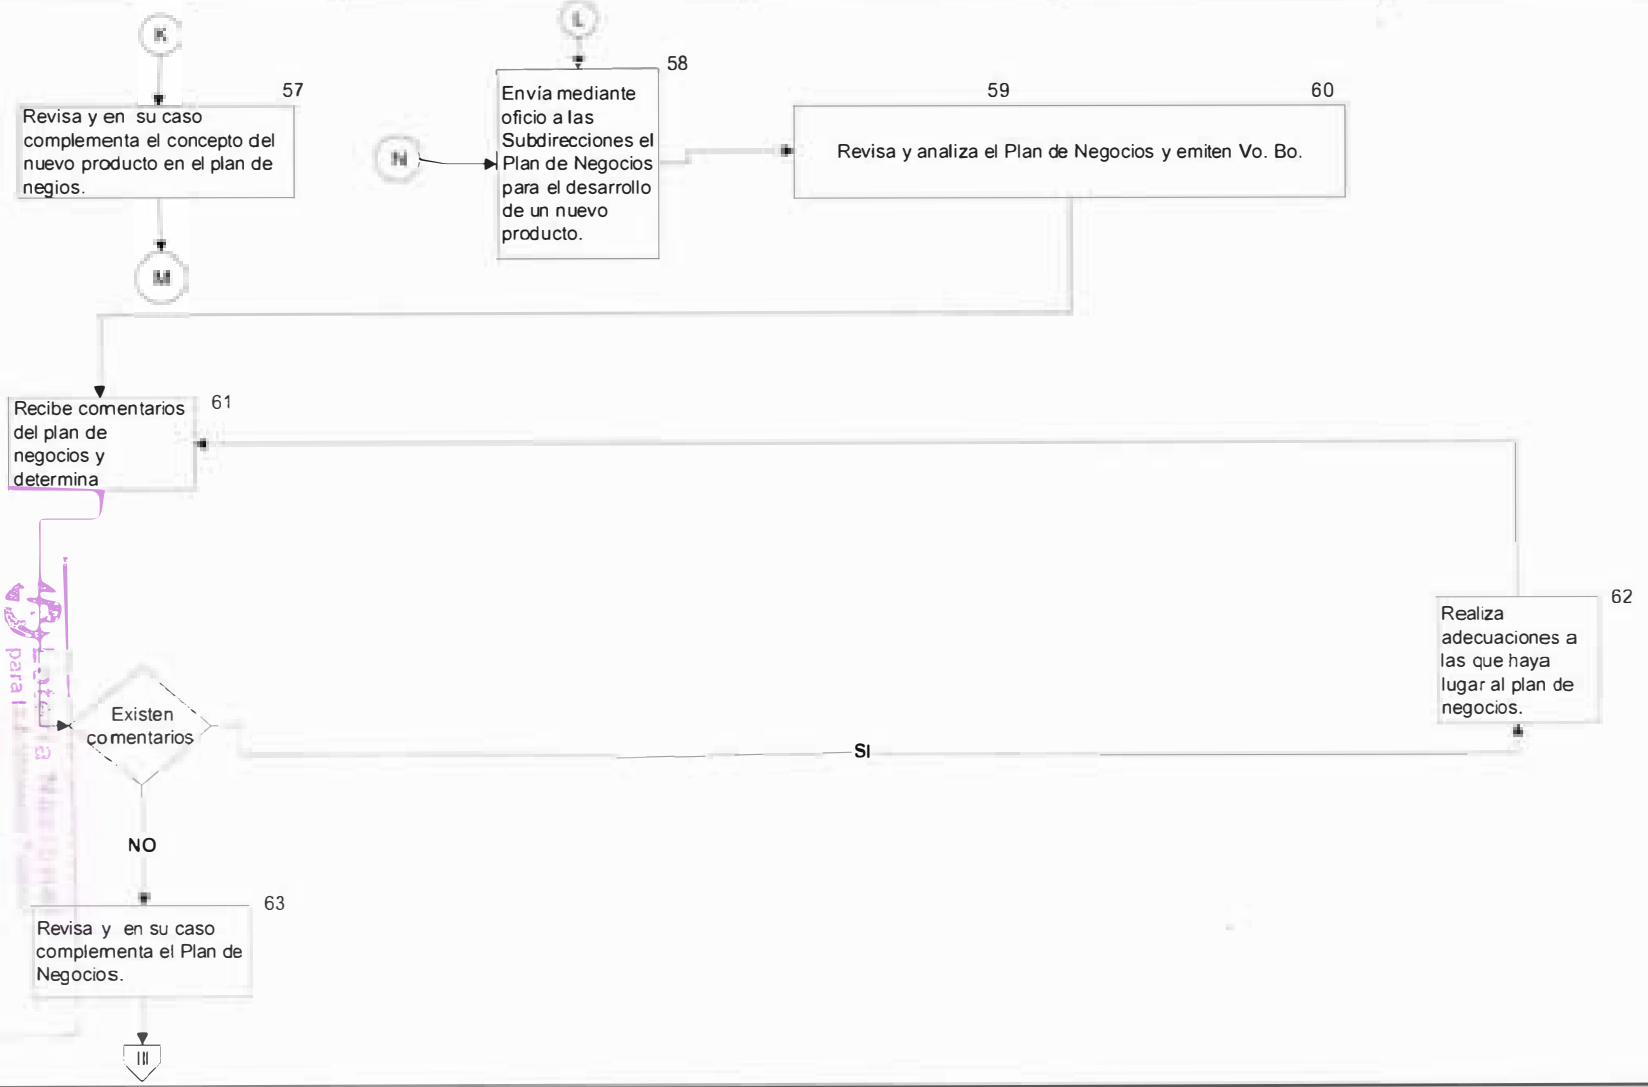 K
57
Revisa y en su caso
complementa el concepto del
nuevo producto en el plan de
negios.
M
L
58
Envía mediante
oficio a las
Subdirecciones el
Plan de Negocios
para el desarrollo
de un nuevo
producto.
N
59
60
Revisa y analiza el Plan de Negocios y emiten Vo. Bo.
61
Recibe comentarios
del plan de
negocios y
determina
62
Realiza
adecuaciones a
las que haya
lugar al plan de
negocios.
Existen
comentarios
SI
NO
63
Revisa y en su caso
complementa el Plan de
Negocios.
III
para